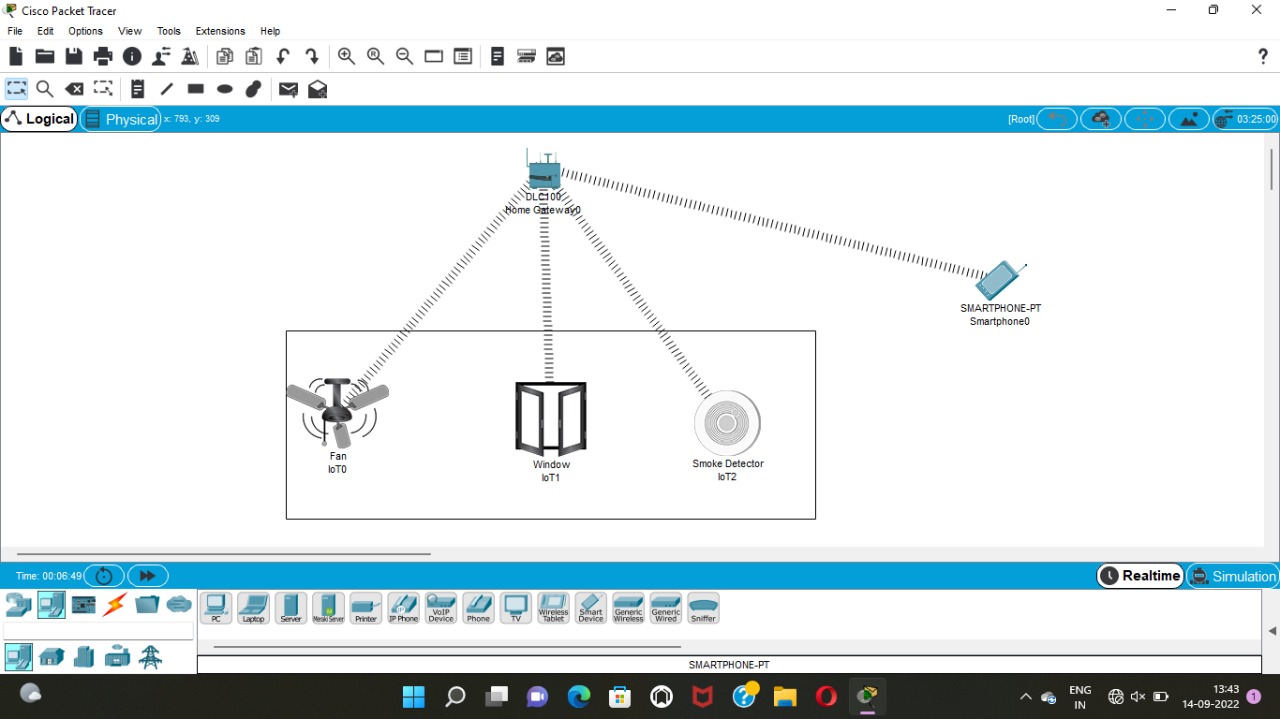 Cisco Packet Tracer
File Edit Options View Tools Extensions Help
?
Logical Physical x: 793, y: 309 [Root] 03:25:00
DLC100
Home Gateway0
SMARTPHONE-PT
Smartphone0
Fan
IoT0
Window
IoT1
Smoke Detector
IoT2
Time: 00:06:49 Realtime Simulation
PC Laptop Server Meraki Server Printer IP Phone VoIP Device Phone TV Wireless Tablet Smart Device Generic Wireless Generic Wired Sniffer
SMARTPHONE-PT
ENG
IN
13:43
14-09-2022
1